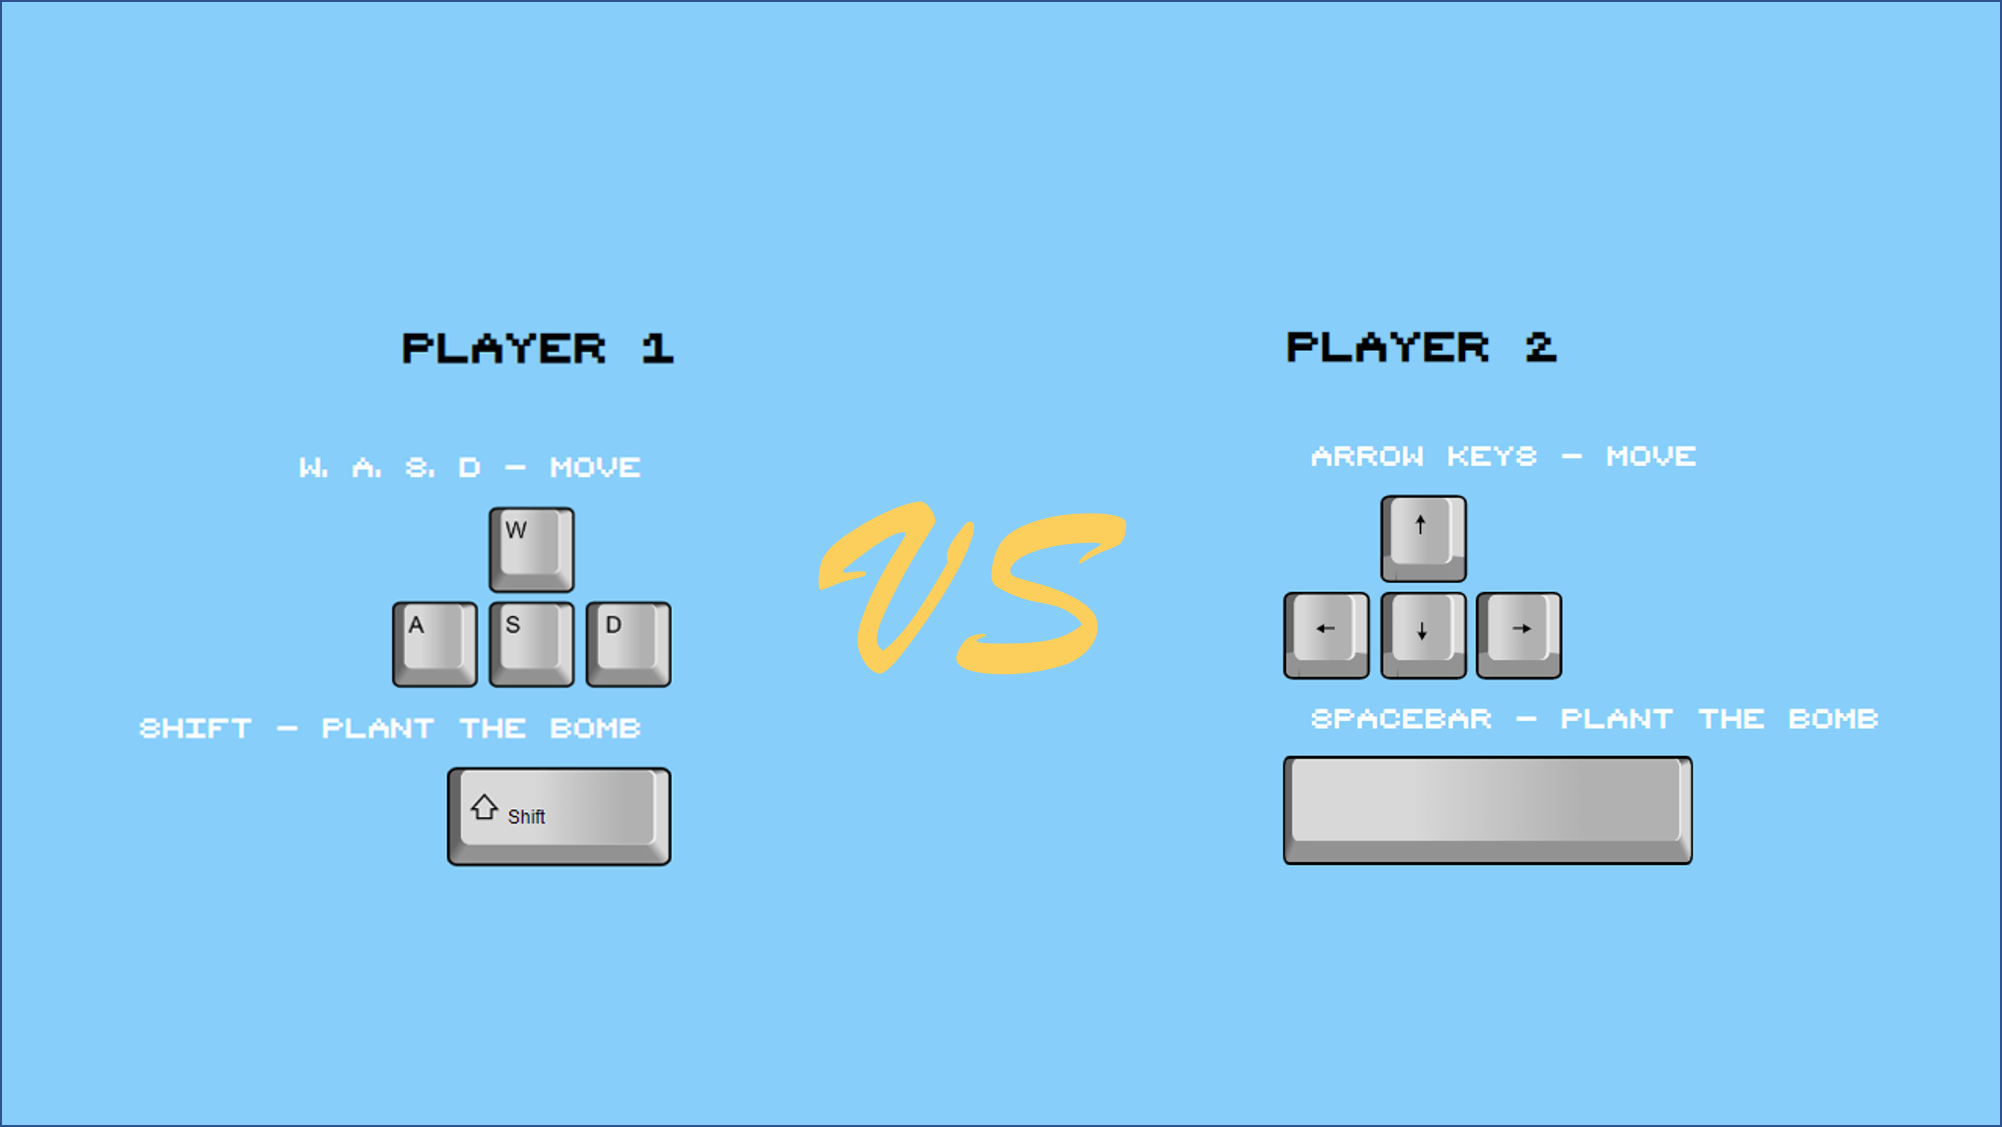 PLAYER 1
W. A. S. D - MOVE
W
A S D
SHIFT - PLANT THE BOMB
Shift
VS
PLAYER 2
ARROW KEYS - MOVE
↑
← ↓ →
SPACEBAR - PLANT THE BOMB